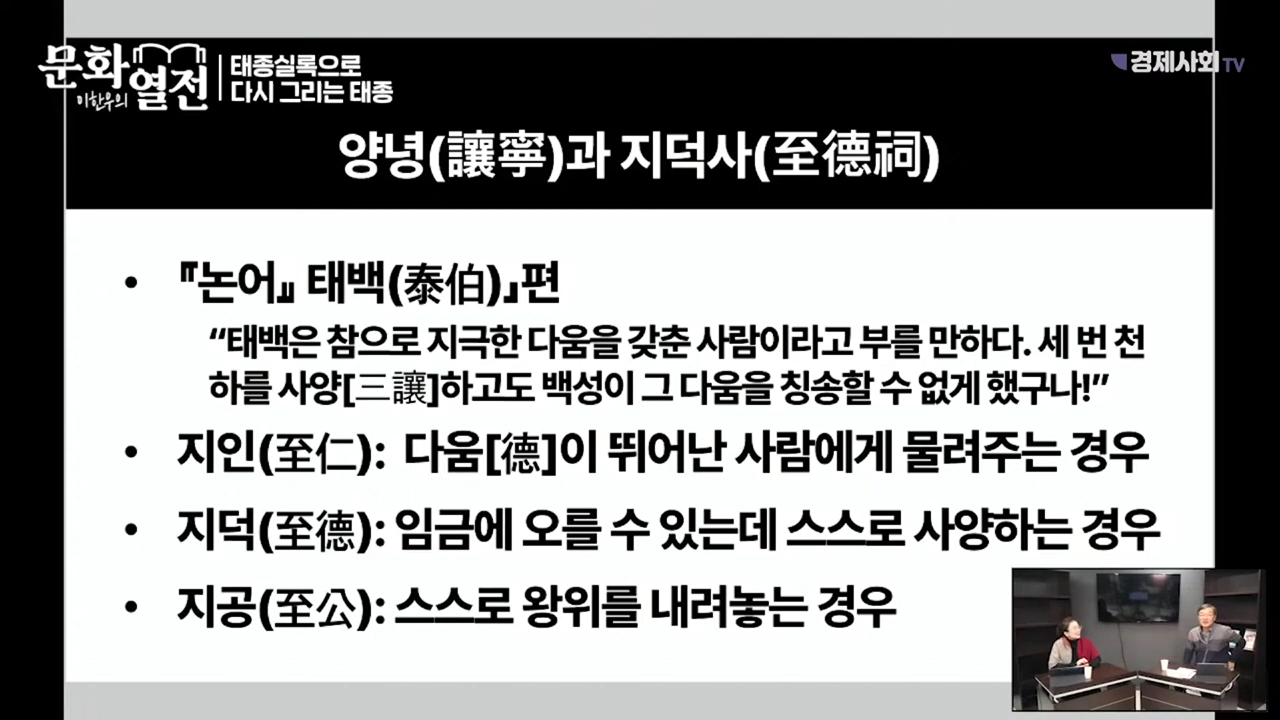 문화
이한우의 열전
태종실록으로
다시 그리는 태종
경제사회TV
양녕(讓寧)과 지덕사(至德祠)
• 『논어』 태백(泰伯)」편
“태백은 참으로 지극한 다움을 갖춘 사람이라고 부를 만하다. 세 번 천
하를 사양[三讓]하고도 백성이 그 다움을 칭송할 수 없게 했구나!”
• 지인(至仁): 다움[德]이 뛰어난 사람에게 물려주는 경우
• 지덕(至德): 임금에 오를 수 있는데 스스로 사양하는 경우
• 지공(至公): 스스로 왕위를 내려놓는 경우